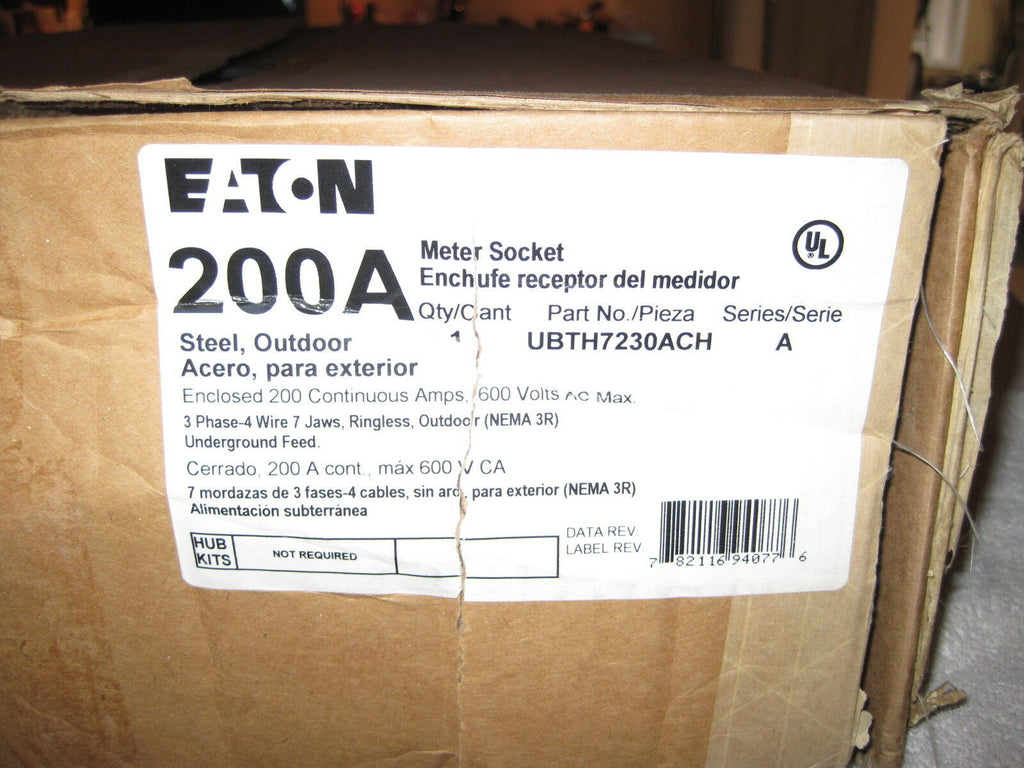 EATON
200A
Meter Socket
Enchufe receptor del medidor
UL
Qty/Cant Part No./Pieza Series/Serie
1 UBTH7230ACH A
Steel, Outdoor
Acero, para exterior
Enclosed 200 Continuous Amps, 600 Volts AC Max.
3 Phase-4 Wire 7 Jaws, Ringless, Outdoor (NEMA 3R)
Underground Feed.
Cerrado, 200 A cont., máx 600 V CA
7 mordazas de 3 fases-4 cables, sin aro, para exterior (NEMA 3R)
Alimentación subterránea
HUB
KITS
NOT REQUIRED
DATA REV.
LABEL REV.
7 82116 94077 6